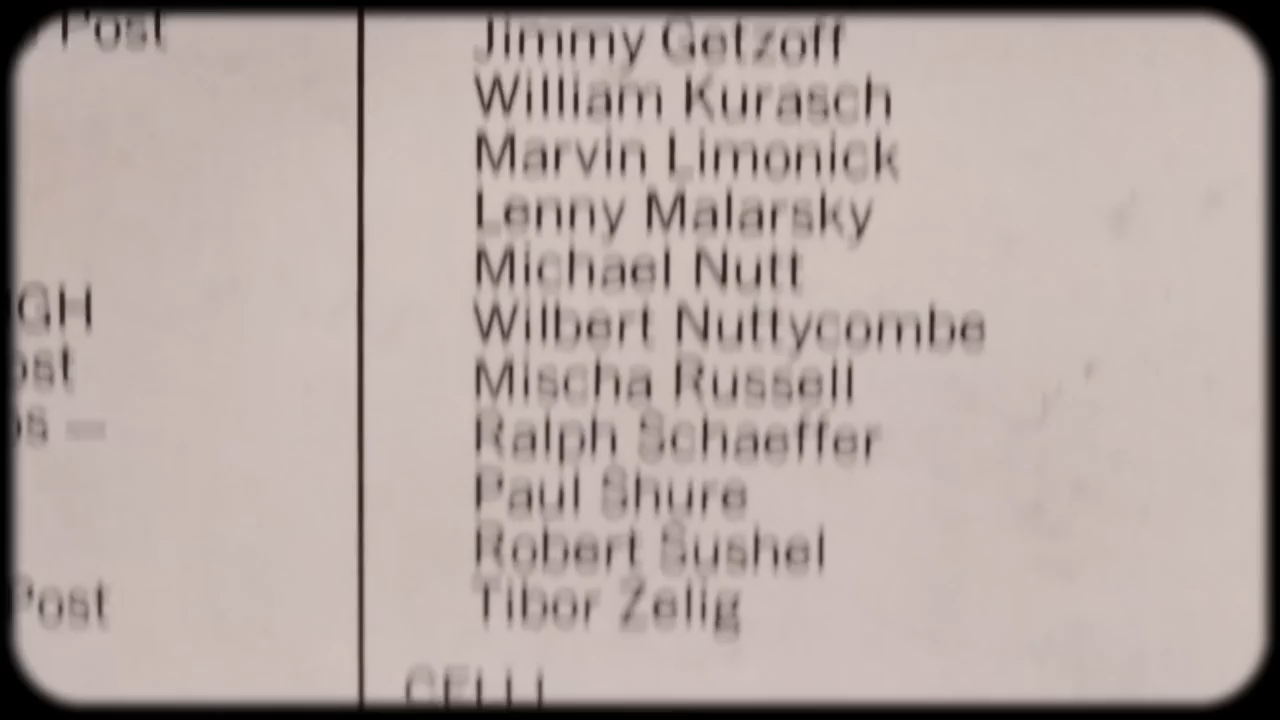 Post
GH
Post
Jimmy Getzoff
William Kurasch
Marvin Limonick
Lenny Malarsky
Michael Nutt
Wilbert Nuttycombe
Mischa Russell
Ralph Schaeffer
Paul Shure
Robert Sushel
Tibor Zelig
CELLI